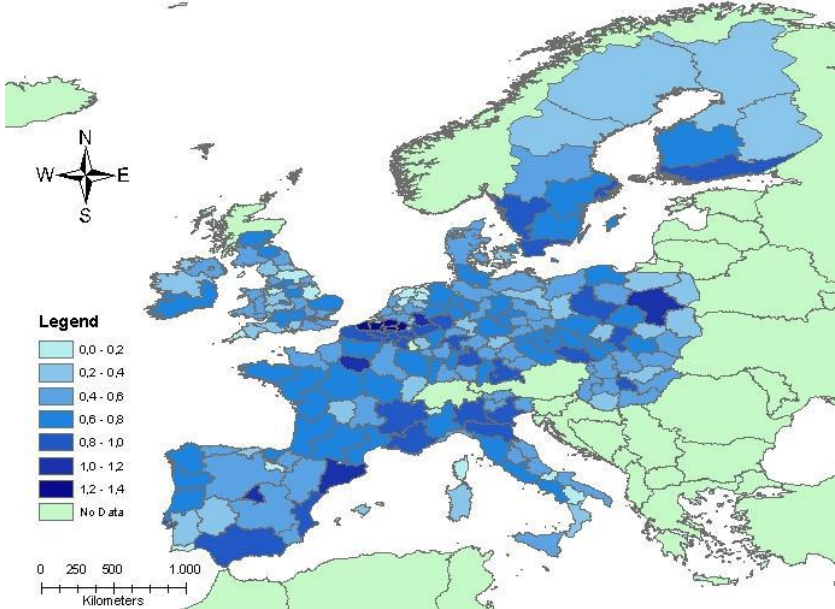 N
W E
S
Legend
0,0 - 0,2
0,2 - 0,4
0,4 - 0,6
0,6 - 0,8
0,8 - 1,0
1,0 - 1,2
1,2 - 1,4
No Data
0 250 500 1.000
Kilometers